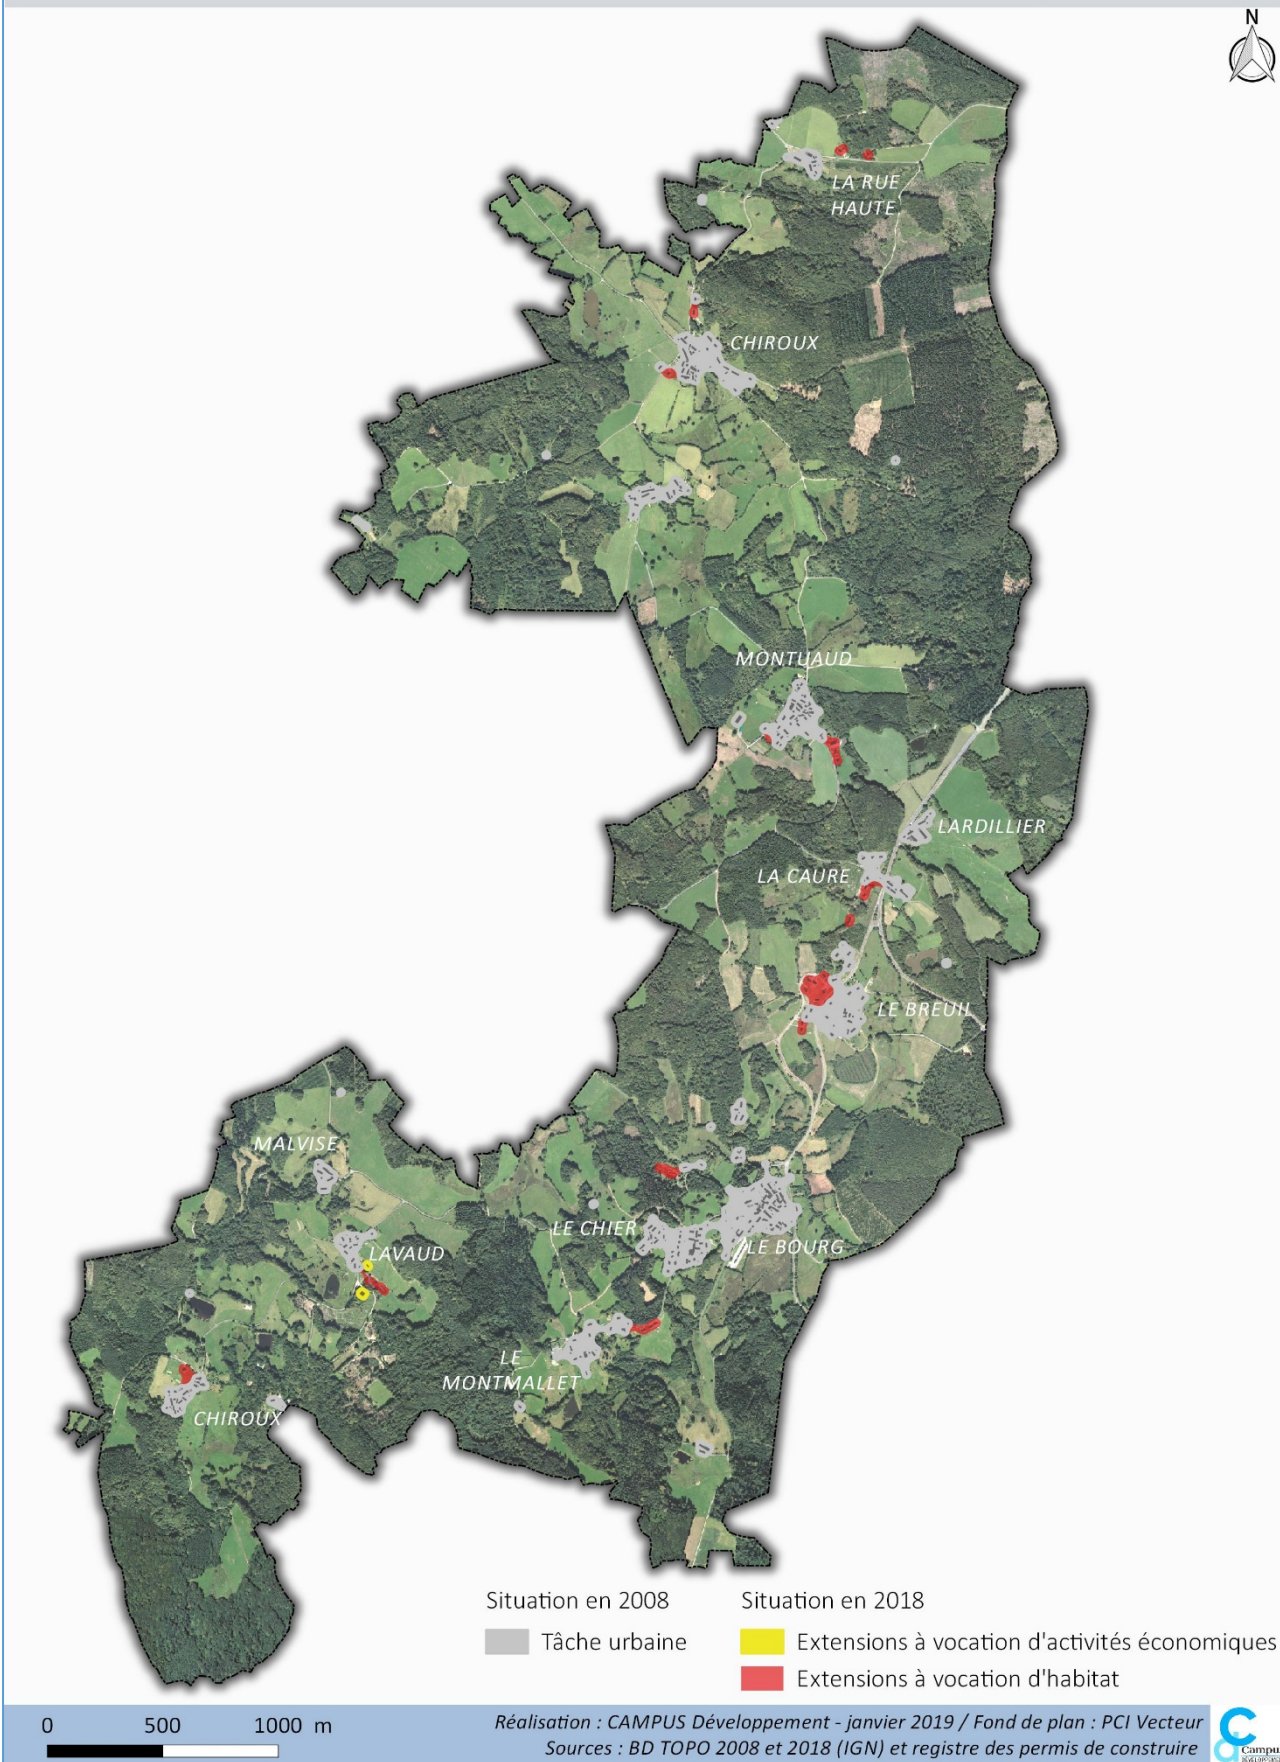 N
LA RUE
HAUTE
CHIROUX
MONTUAUD
LARDILLIER
LA CAURE
LE BREUIL
MALVISE
LE CHIER
LAVAUD
LE BOURG
LE
MONTMALLET
CHIROUX
Situation en 2008
Situation en 2018
Tâche urbaine
Extensions à vocation d'activités économiques
Extensions à vocation d'habitat
0 500 1000 m
Réalisation : CAMPUS Développement - janvier 2019 / Fond de plan : PCI Vecteur
Sources : BD TOPO 2008 et 2018 (IGN) et registre des permis de construire
Campu